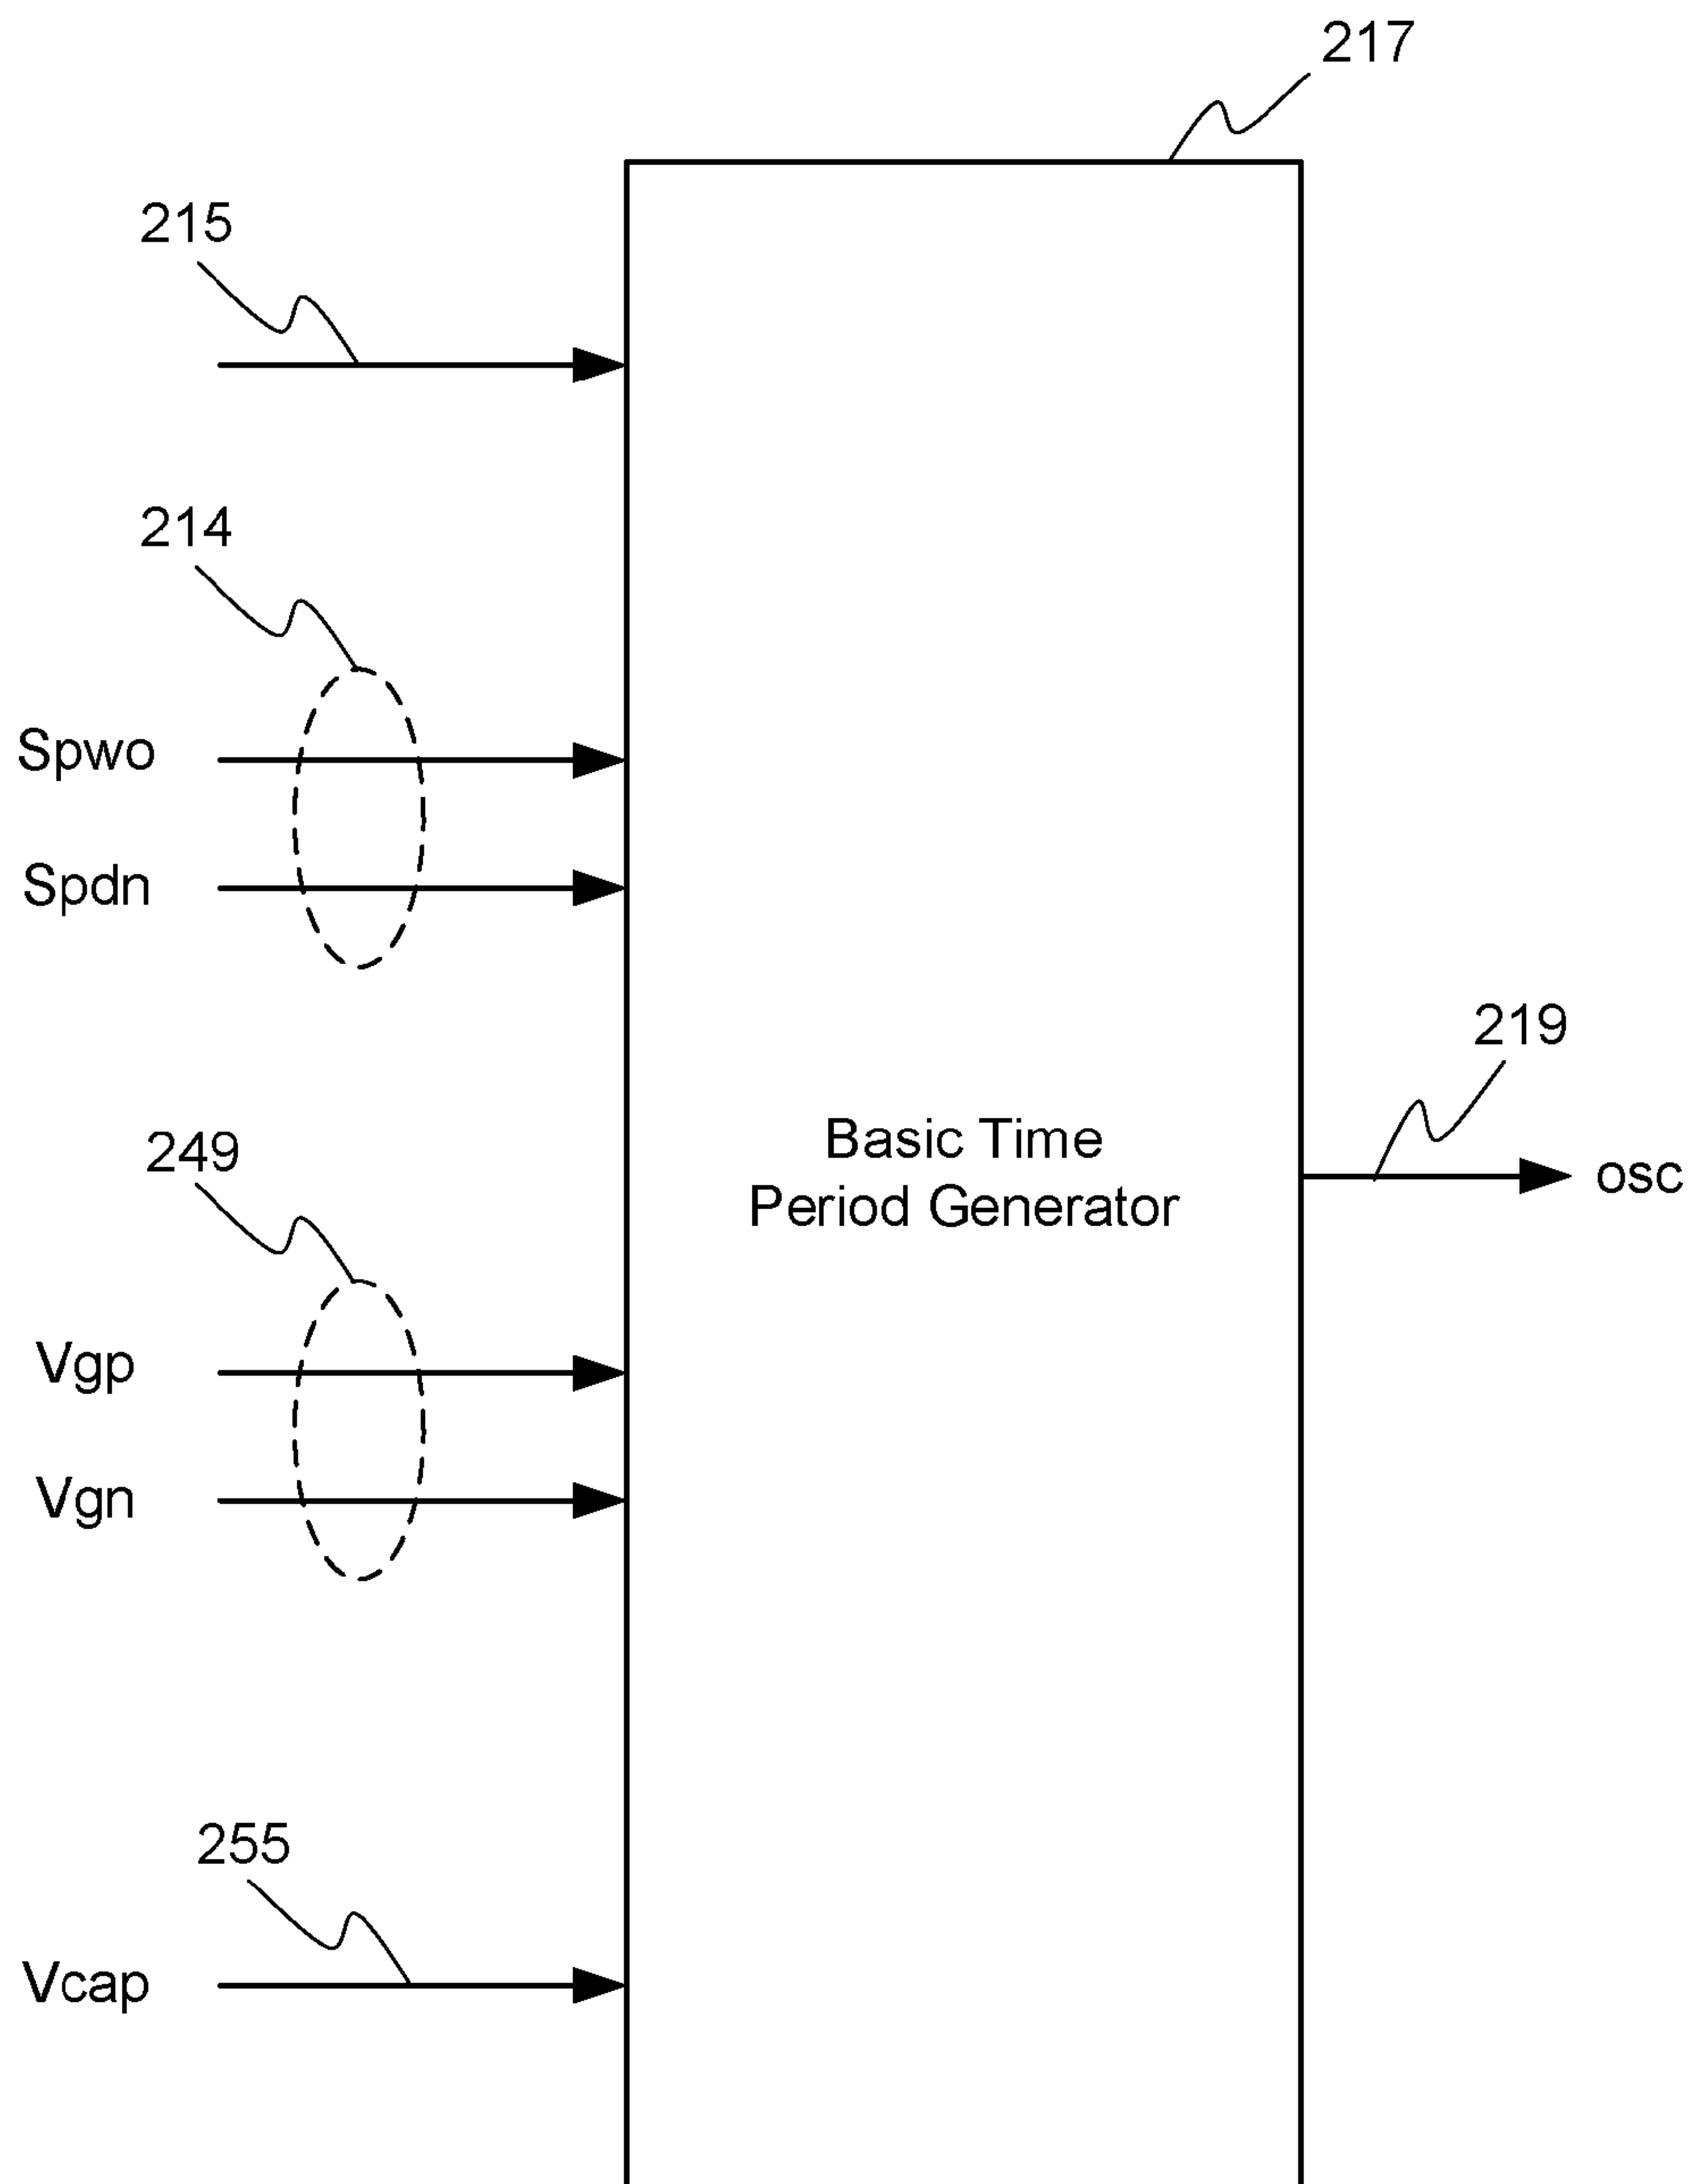 217
215
214
Spwo
Spdn
219
249
Basic Time
Period Generator
osc
Vgp
Vgn
255
Vcap